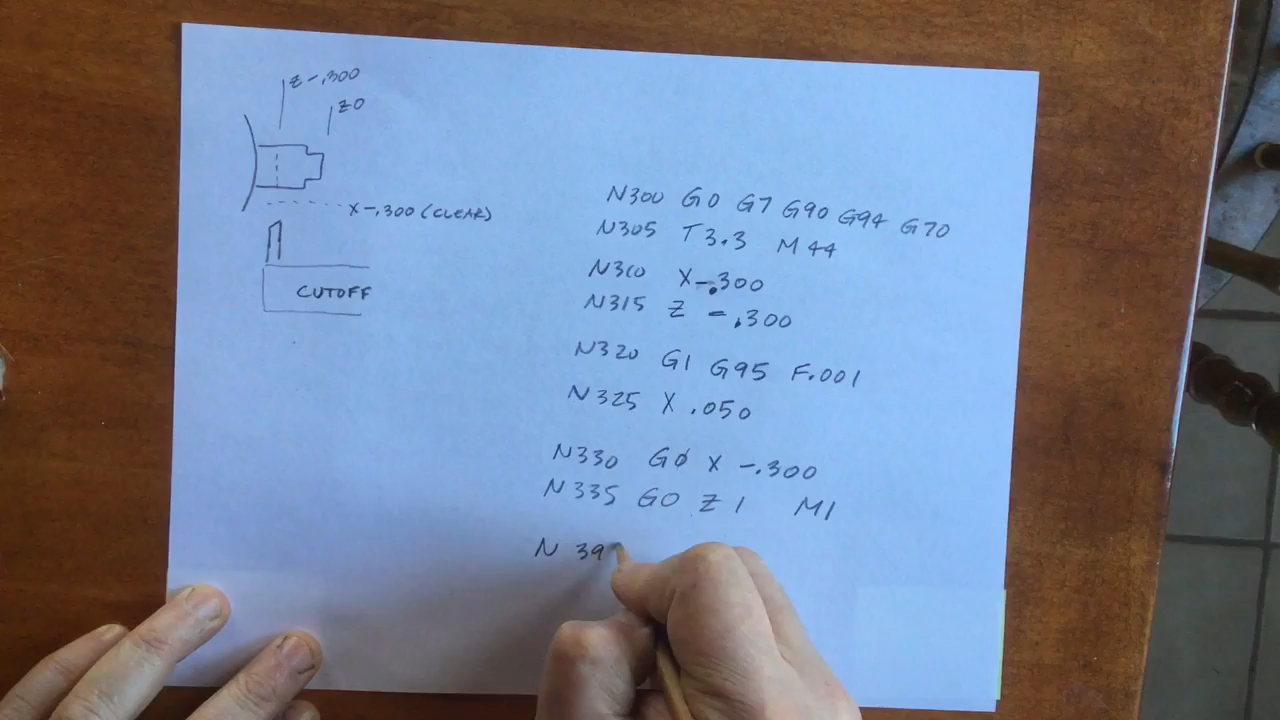 Z-.300
Z0
X-.300 (CLEAR)
CUTOFF
N300 G0 G7 G90 G94 G70
N305 T3.3 M44
N310 X-.300
N315 Z -.300
N320 G1 G95 F.001
N325 X .050
N330 G0 X -.300
N335 G0 Z1 M1
N 39